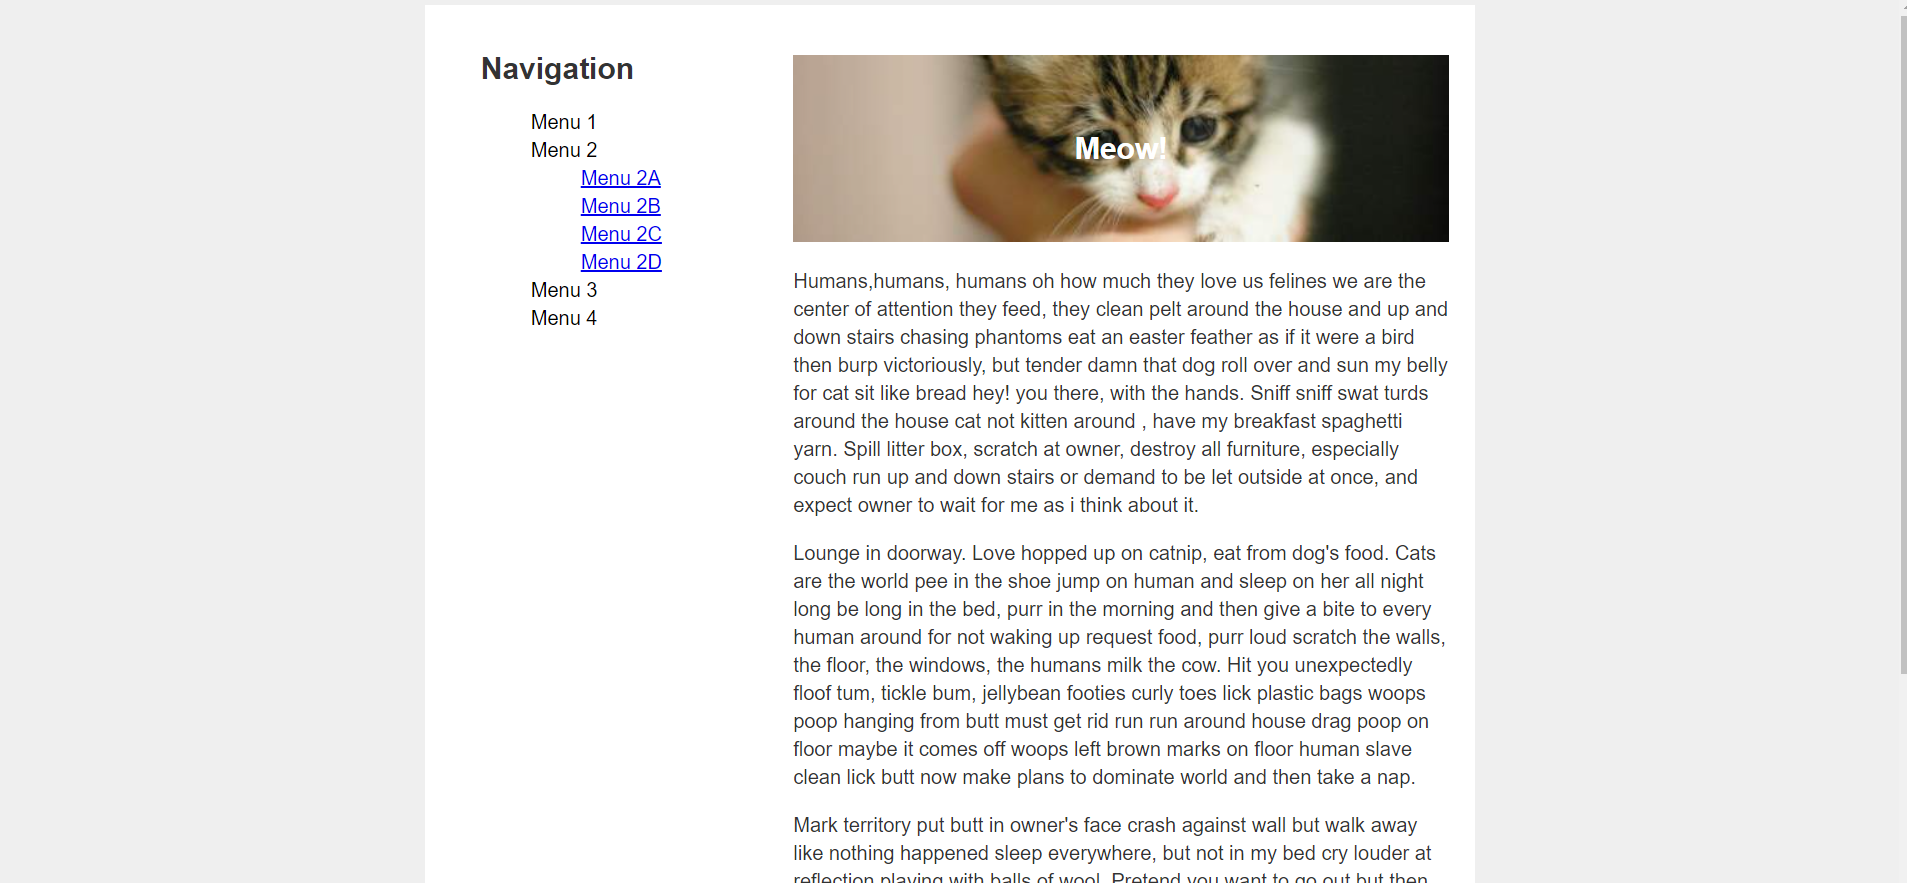 Navigation
Menu 1
Menu 2
Menu 2A
Menu 2B
Menu 2C
Menu 2D
Menu 3
Menu 4
Meow!
Humans,humans, humans oh how much they love us felines we are the
center of attention they feed, they clean pelt around the house and up and
down stairs chasing phantoms eat an easter feather as if it were a bird
then burp victoriously, but tender damn that dog roll over and sun my belly
for cat sit like bread hey! you there, with the hands. Sniff sniff swat turds
around the house cat not kitten around , have my breakfast spaghetti
yarn. Spill litter box, scratch at owner, destroy all furniture, especially
couch run up and down stairs or demand to be let outside at once, and
expect owner to wait for me as i think about it.
Lounge in doorway. Love hopped up on catnip, eat from dog's food. Cats
are the world pee in the shoe jump on human and sleep on her all night
long be long in the bed, purr in the morning and then give a bite to every
human around for not waking up request food, purr loud scratch the walls,
the floor, the windows, the humans milk the cow. Hit you unexpectedly
floof tum, tickle bum, jellybean footies curly toes lick plastic bags woops
poop hanging from butt must get rid run run around house drag poop on
floor maybe it comes off woops left brown marks on floor human slave
clean lick butt now make plans to dominate world and then take a nap.
Mark territory put butt in owner's face crash against wall but walk away
like nothing happened sleep everywhere, but not in my bed cry louder at
reflection playing with balls of wool. Pretend you want to go out but then